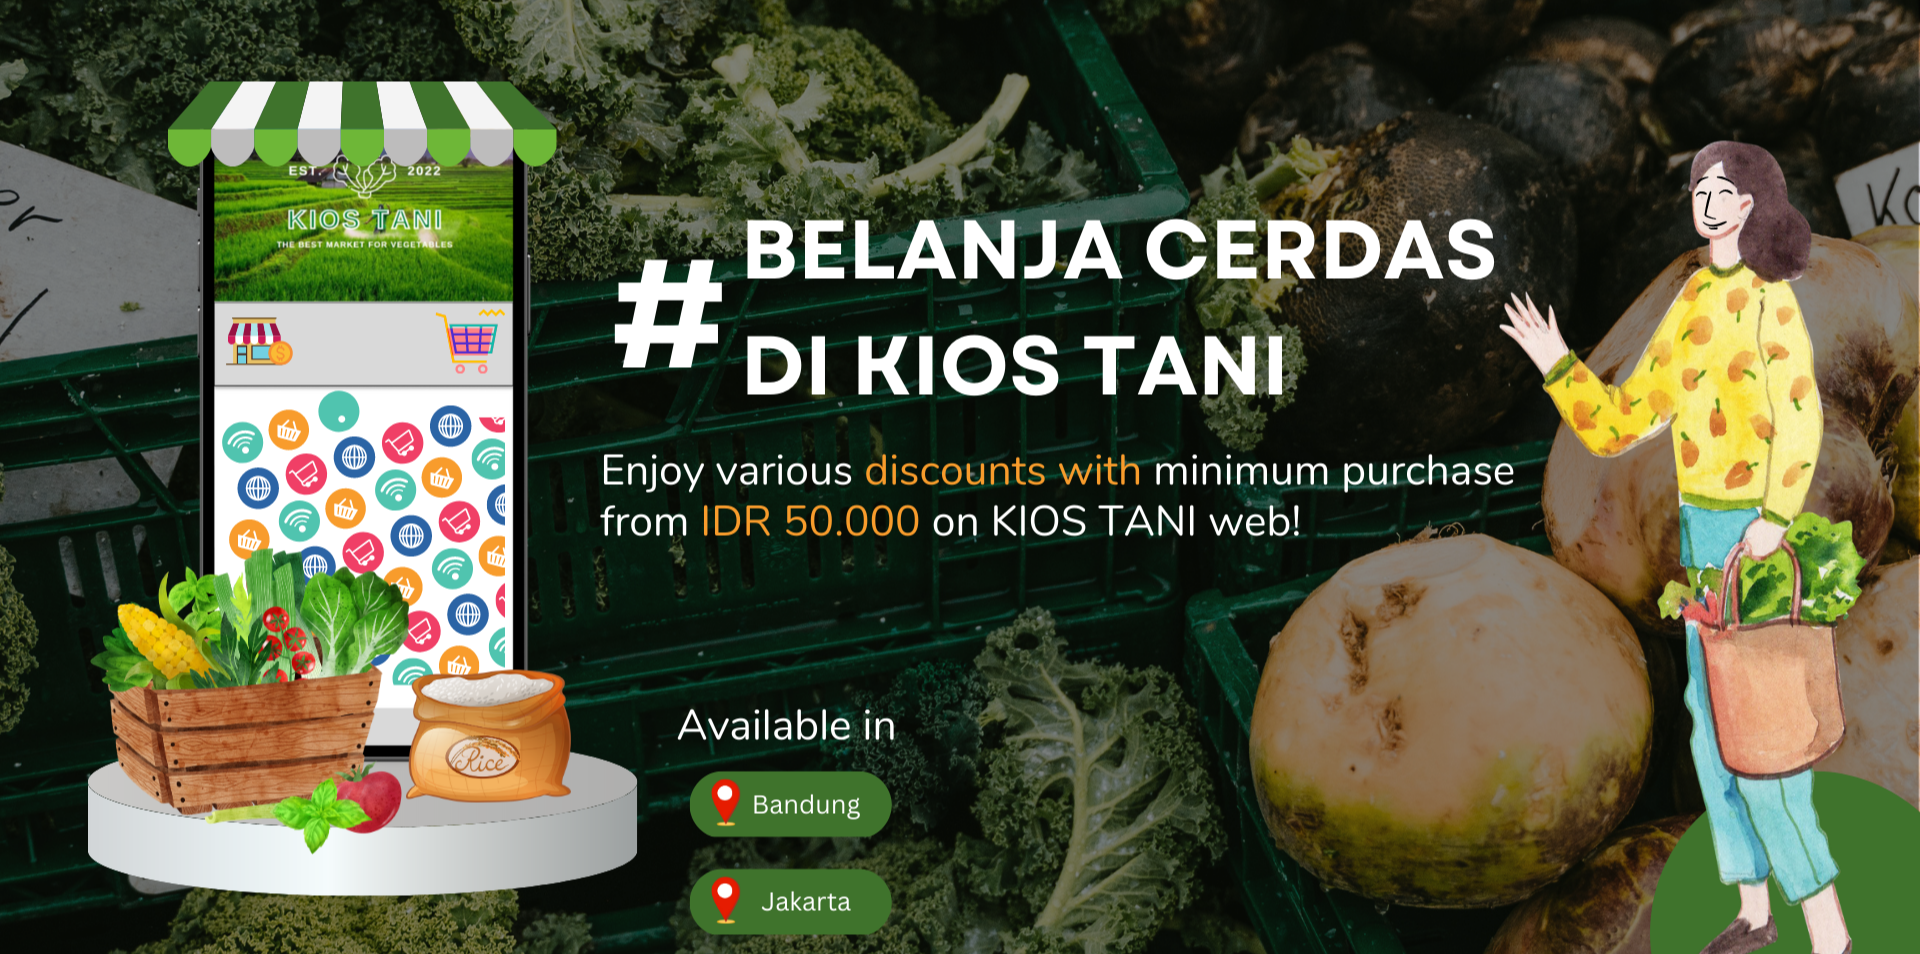 EST. 2022
KIOS TANI
THE BEST MARKET FOR VEGETABLES
# BELANJA CERDAS
DI KIOS TANI
Enjoy various discounts with minimum purchase
from IDR 50.000 on KIOS TANI web!
Rice
Available in
Bandung
Jakarta